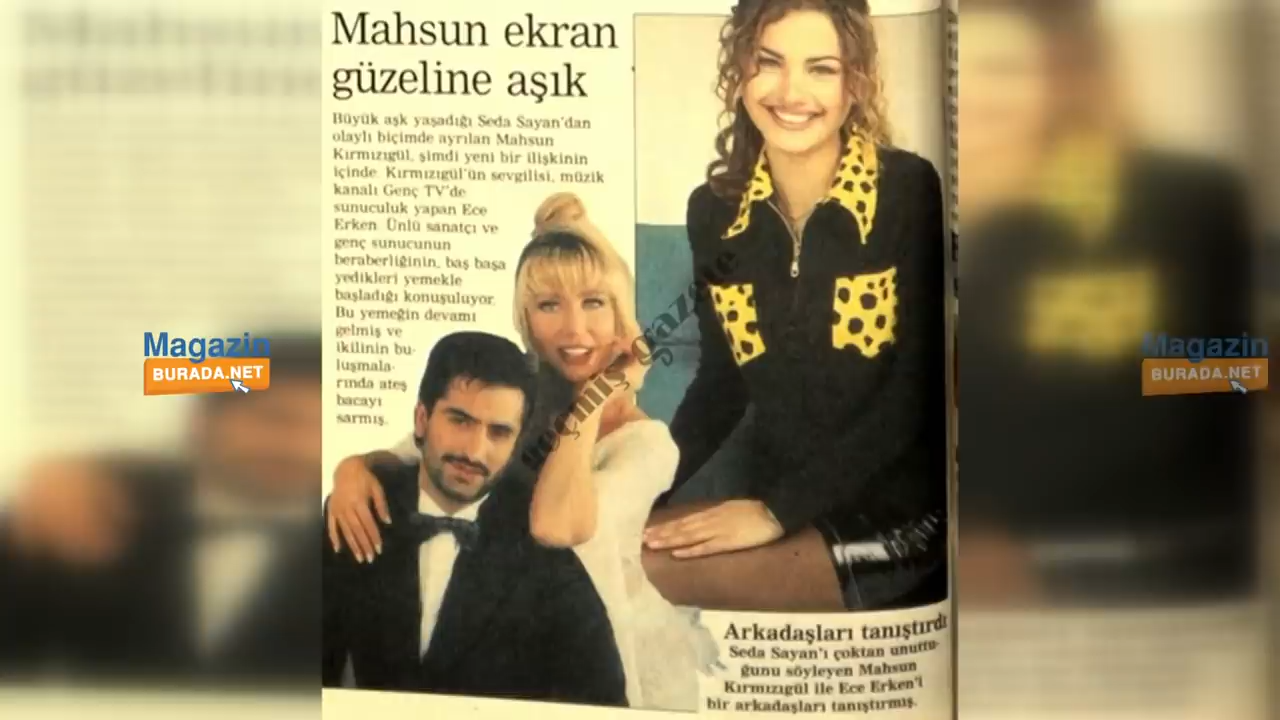 Mahsun ekran
güzeline aşık
Büyük aşk yaşadığı Seda Sayan'dan
olaylı biçimde ayrılan Mahsun
Kırmızıgül, şimdi yeni bir ilişkinin
içinde. Kırmızıgül'ün sevgilisi, müzik
kanalı Genç TV'de
sunuculuk yapan Ece
Erken. Ünlü sanatçı ve
genç sunucunun
beraberliğinin, baş başa
yedikleri yemekle
başladığı konuşuluyor.
Bu yemeğin devamı
gelmiş ve
ikilinin bu-
luşmala-
rında ateş
bacayı
sarmış.
geçmiş gazete
Arkadaşları tanıştırdı
Seda Sayan'ı çoktan unuttu-
ğunu söyleyen Mahsun
Kırmızıgül ile Ece Erken'i
bir arkadaşları tanıştırmış.
Magazin
BURADA.NET
Magazin
BURADA.NET